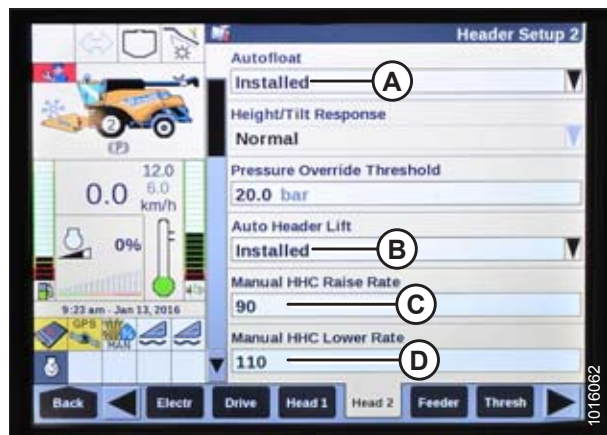 Header Setup 2
Autofloat
Installed
A
Height/Tilt Response
Normal
Pressure Override Threshold
20.0 bar
Auto Header Lift
Installed
B
Manual HHC Raise Rate
90
C
Manual HHC Lower Rate
110
D
2
(P)
12.0
6.0
0.0
km/h
0%
9:23 am - Jan 13, 2016
GPS
MAN
Back
Electr
Drive
Head 1
Head 2
Feeder
Thresh
1016062